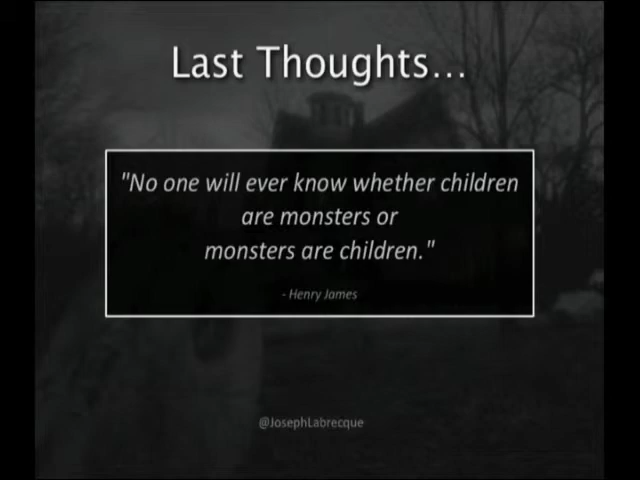 Last Thoughts...
"No one will ever know whether children
are monsters or
monsters are children."
- Henry James
@JosephLabrecque